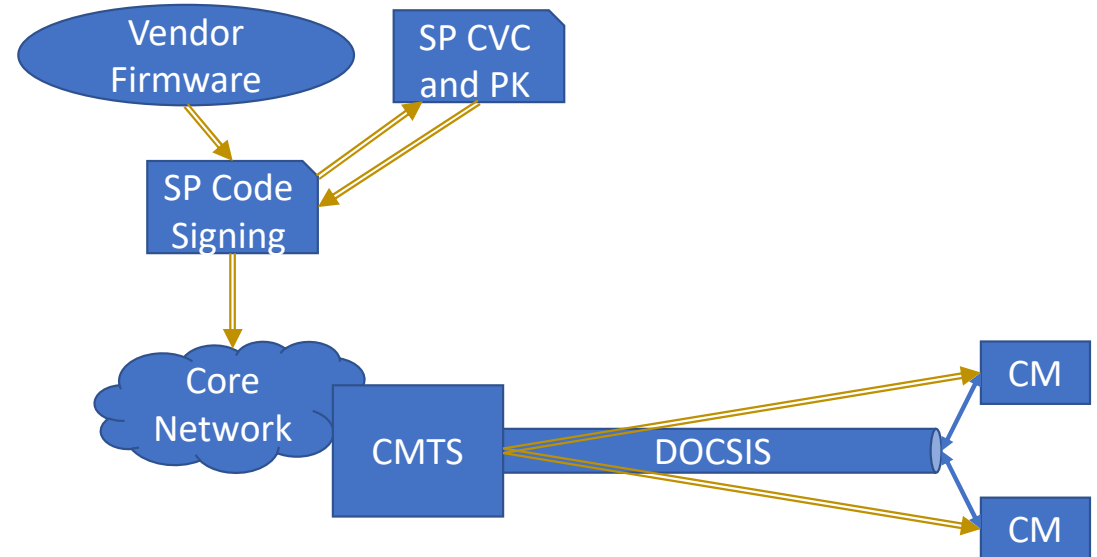 Vendor
Firmware
SP CVC
and PK
SP Code
Signing
Core
Network
CMTS
DOCSIS
CM
CM